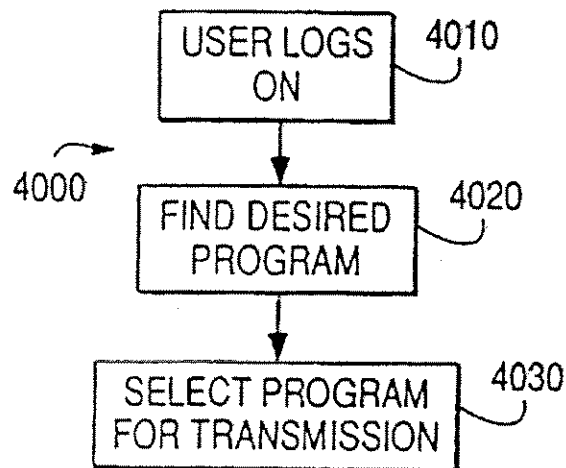 USER LOGS
ON
4010
4000
FIND DESIRED
PROGRAM
4020
SELECT PROGRAM
FOR TRANSMISSION
4030